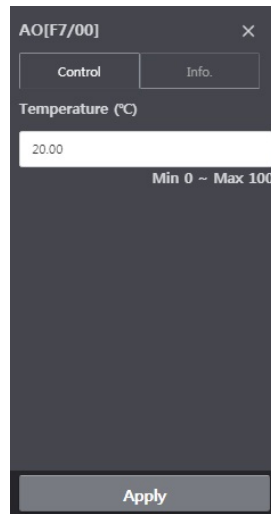 AO[F7/00] ×
Control Info.
Temperature (℃)
20.00
Min 0 ~ Max 100
Apply